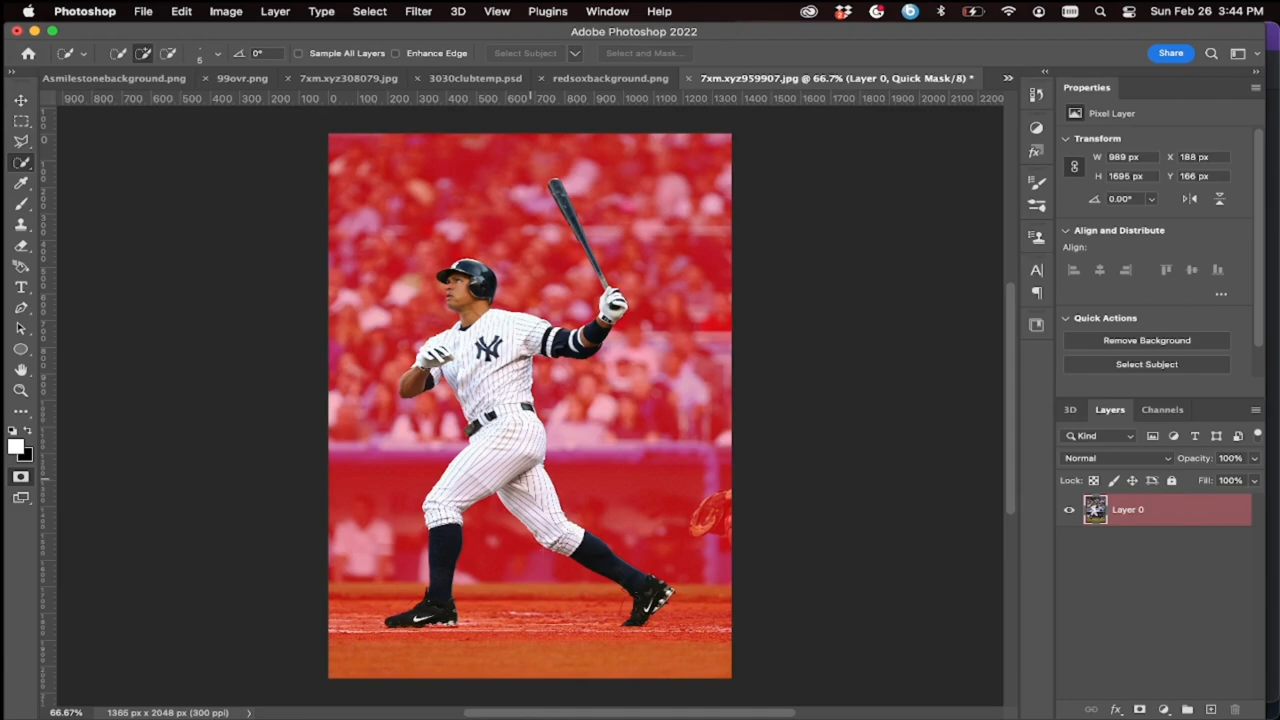 Photoshop File Edit Image Layer Type Select Filter 3D View Plugins Window Help Sun Feb 26 3:44 PM
Adobe Photoshop 2022
5 0° Sample All Layers Enhance Edge Select Subject Select and Mask... Share
Asmilestonebackground.png × 99ovr.png × 7xm.xyz308079.jpg × 3030clubtemp.psd × redsoxbackground.png × 7xm.xyz959907.jpg @ 66.7% (Layer 0, Quick Mask/8) *
900 800 700 600 500 400 300 200 100 0 100 200 300 400 500 600 700 800 900 1000 1100 1200 1300 1400 1500 1600 1700 1800 1900 2000 2100 2200
Properties
Pixel Layer
Transform
W 989 px X 188 px
H 1695 px Y 166 px
0.00°
Align and Distribute
Align:
Quick Actions
Remove Background
Select Subject
3D Layers Channels
Kind
Normal Opacity: 100%
Lock: Fill: 100%
Layer 0
NY
66.67% 1365 px x 2048 px (300 ppi)